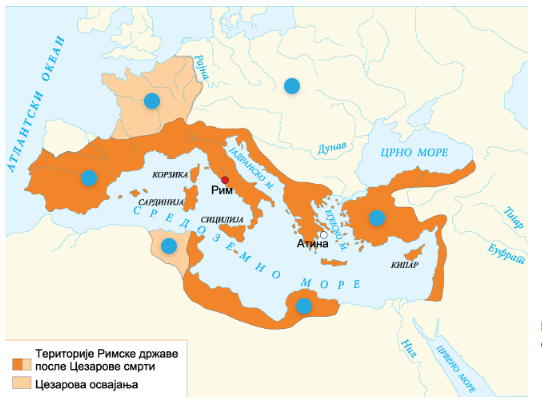 АТЛАНТСКИ ОКЕАН
Рајна
Дунав
ЦРНО МОРЕ
ЈАДРАНСКО М.
КОРЗИКА
Рим
САРДИНИЈА
СИЦИЛИЈА
СРЕДОЗЕМНО МОРЕ
ЕГЕЈСКО М.
Атина
КИПАР
Тигар
Еуфрат
Нил
ЦРВЕНО МОРЕ
Територије Римске државе
после Цезарове смрти
Цезарова освајања